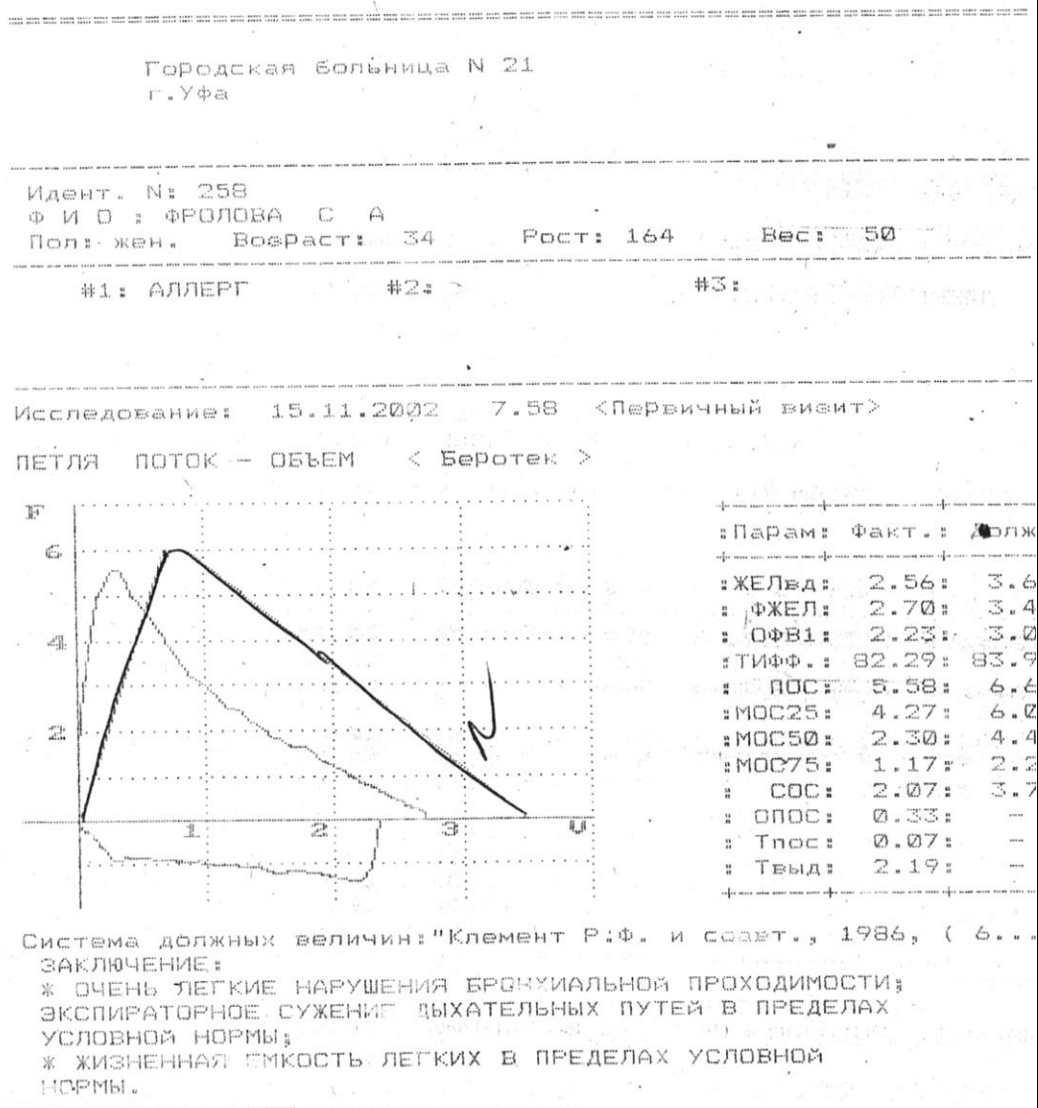 Городская больница N 21
г.Уфа
Идент. N: 258
Ф И О : ФРОЛОВА С А
Пол: жен. Возраст: 34 Рост: 164 Вес: 50
#1: АЛЛЕРГ #2: #3:
Исследование: 15.11.2002 7.58 <Первичный визит>
ПЕТЛЯ ПОТОК - ОБЪЕМ < Беротек >
F
6
4
2
1 2 3 V
N
:Парам: Факт.: Долж
:ЖЕЛвд: 2.56: 3.6
: ФЖЕЛ: 2.70: 3.4
: ОФВ1: 2.23: 3.0
:ТИФФ.: 82.29: 83.9
: ПОС: 5.58: 6.6
:МОС25: 4.27: 6.0
:МОС50: 2.30: 4.4
:МОС75: 1.17: 2.2
: СОС: 2.07: 3.7
: ОПОС: 0.33: --
: Тпос: 0.07: --
: Твыд: 2.19: --
Система должных величин:"Клемент Р.Ф. и соавт., 1986, ( 6...
ЗАКЛЮЧЕНИЕ:
* ОЧЕНЬ ЛЕГКИЕ НАРУШЕНИЯ БРОНХИАЛЬНОЙ ПРОХОДИМОСТИ;
ЭКСПИРАТОРНОЕ СУЖЕНИЕ ДЫХАТЕЛЬНЫХ ПУТЕЙ В ПРЕДЕЛАХ
УСЛОВНОЙ НОРМЫ;
* ЖИЗНЕННАЯ ЕМКОСТЬ ЛЕГКИХ В ПРЕДЕЛАХ УСЛОВНОЙ
НОРМЫ.